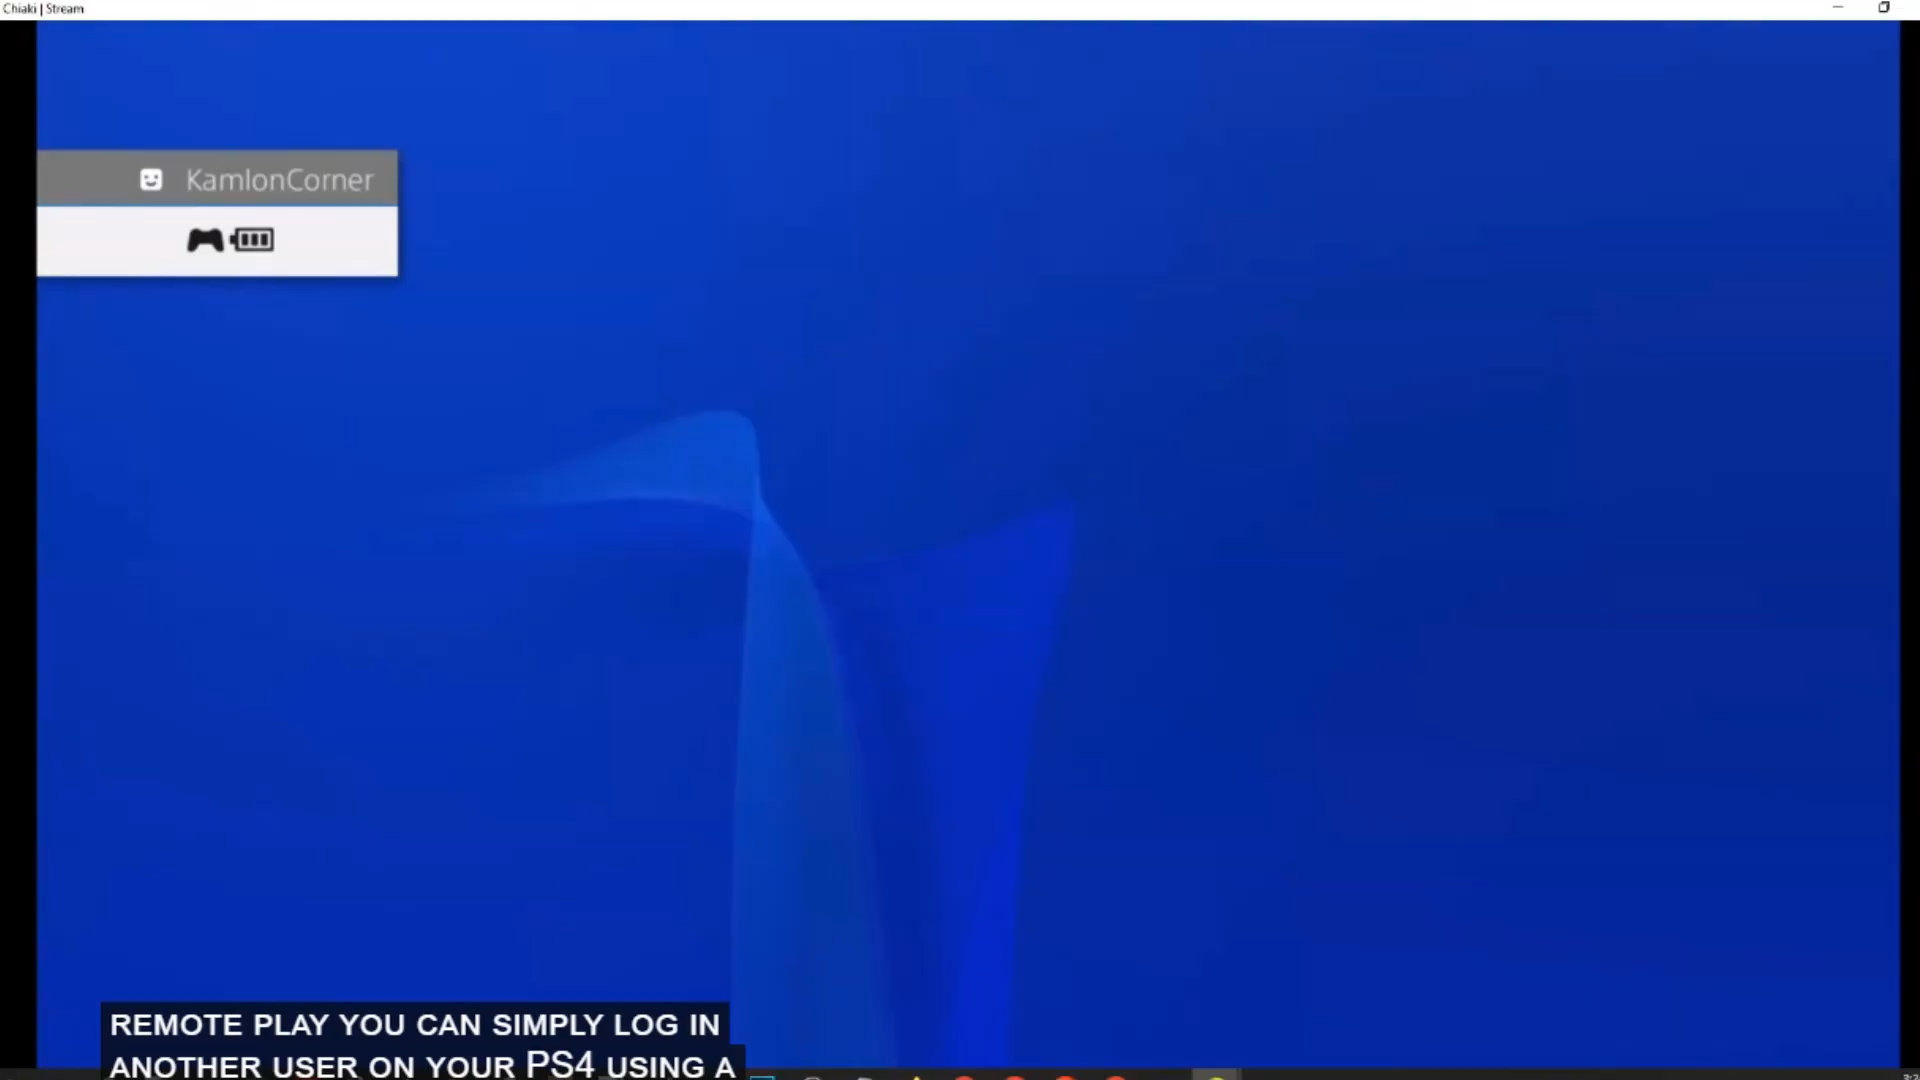 Chiaki | Stream
KamlonCorner
REMOTE PLAY YOU CAN SIMPLY LOG IN
ANOTHER USER ON YOUR PS4 USING A